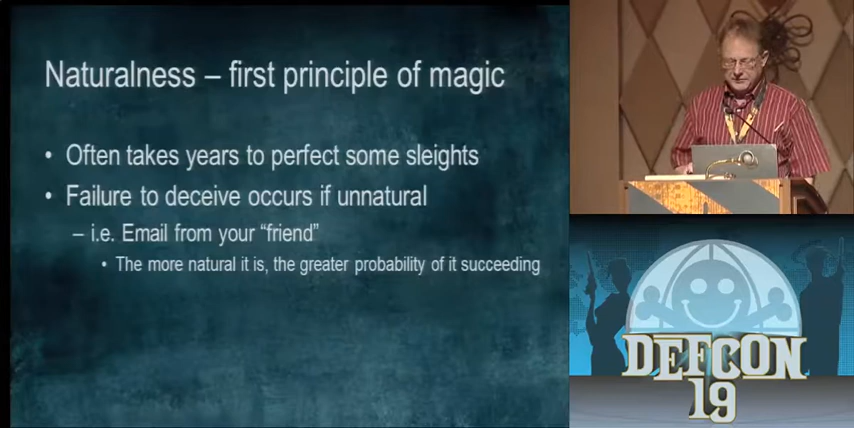 Naturalness – first principle of magic
• Often takes years to perfect some sleights
• Failure to deceive occurs if unnatural
– i.e. Email from your “friend”
• The more natural it is, the greater probability of it succeeding
DEFCON
19